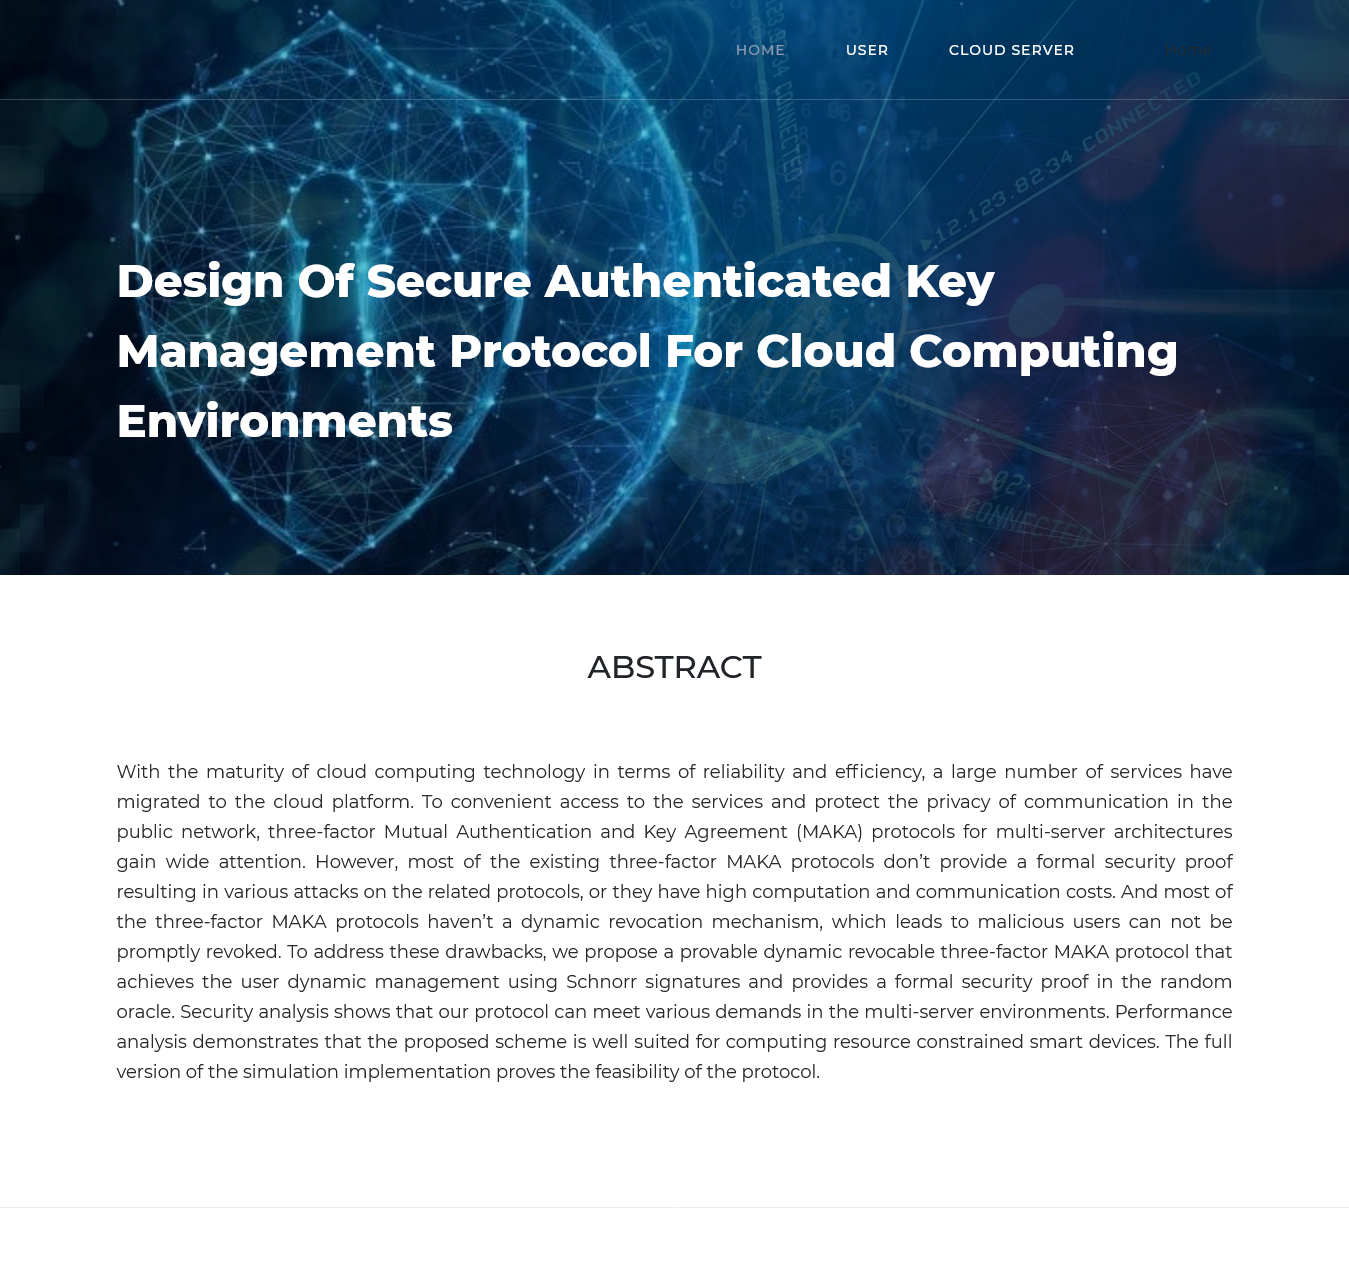 HOME USER CLOUD SERVER
12.123.82 34 CONNECTED
CONNECTED
Design Of Secure Authenticated Key
Management Protocol For Cloud Computing
Environments
302-
CONNECTED
ABSTRACT
With the maturity of cloud computing technology in terms of reliability and efficiency, a large number of services have
migrated to the cloud platform. To convenient access to the services and protect the privacy of communication in the
public network, three-factor Mutual Authentication and Key Agreement (MAKA) protocols for multi-server architectures
gain wide attention. However, most of the existing three-factor MAKA protocols don’t provide a formal security proof
resulting in various attacks on the related protocols, or they have high computation and communication costs. And most of
the three-factor MAKA protocols haven’t a dynamic revocation mechanism, which leads to malicious users can not be
promptly revoked. To address these drawbacks, we propose a provable dynamic revocable three-factor MAKA protocol that
achieves the user dynamic management using Schnorr signatures and provides a formal security proof in the random
oracle. Security analysis shows that our protocol can meet various demands in the multi-server environments. Performance
analysis demonstrates that the proposed scheme is well suited for computing resource constrained smart devices. The full
version of the simulation implementation proves the feasibility of the protocol.